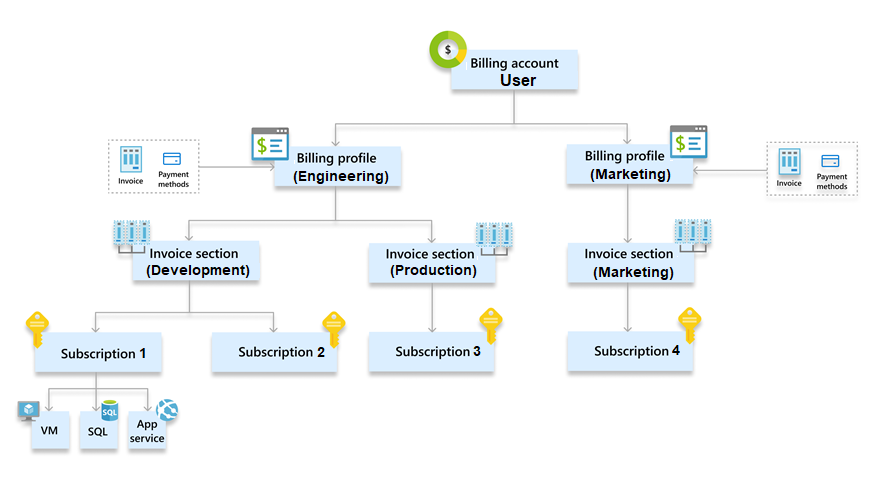 $
Billing account
User
$
Billing profile
(Engineering)
$
Billing profile
(Marketing)
Invoice
Payment
methods
Invoice
Payment
methods
Invoice section
(Development)
Invoice section
(Production)
Invoice section
(Marketing)
Subscription 1
Subscription 2
Subscription 3
Subscription 4
VM
SQL
SQL
App
service